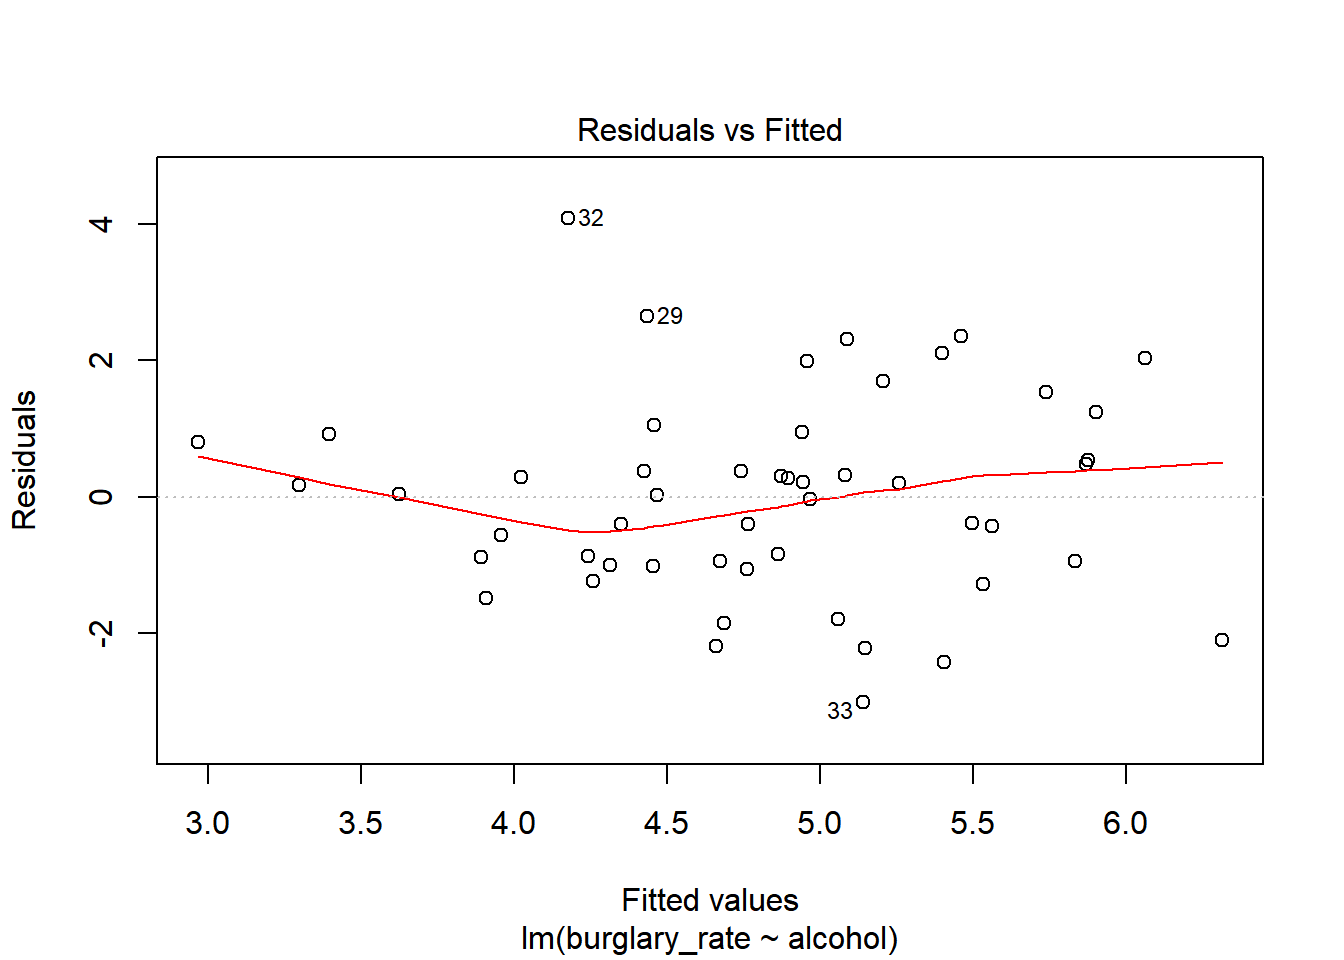 Residuals vs Fitted
Residuals
4
2
0
-2
32
29
33
3.0 3.5 4.0 4.5 5.0 5.5 6.0
Fitted values
lm(burglary_rate ~ alcohol)